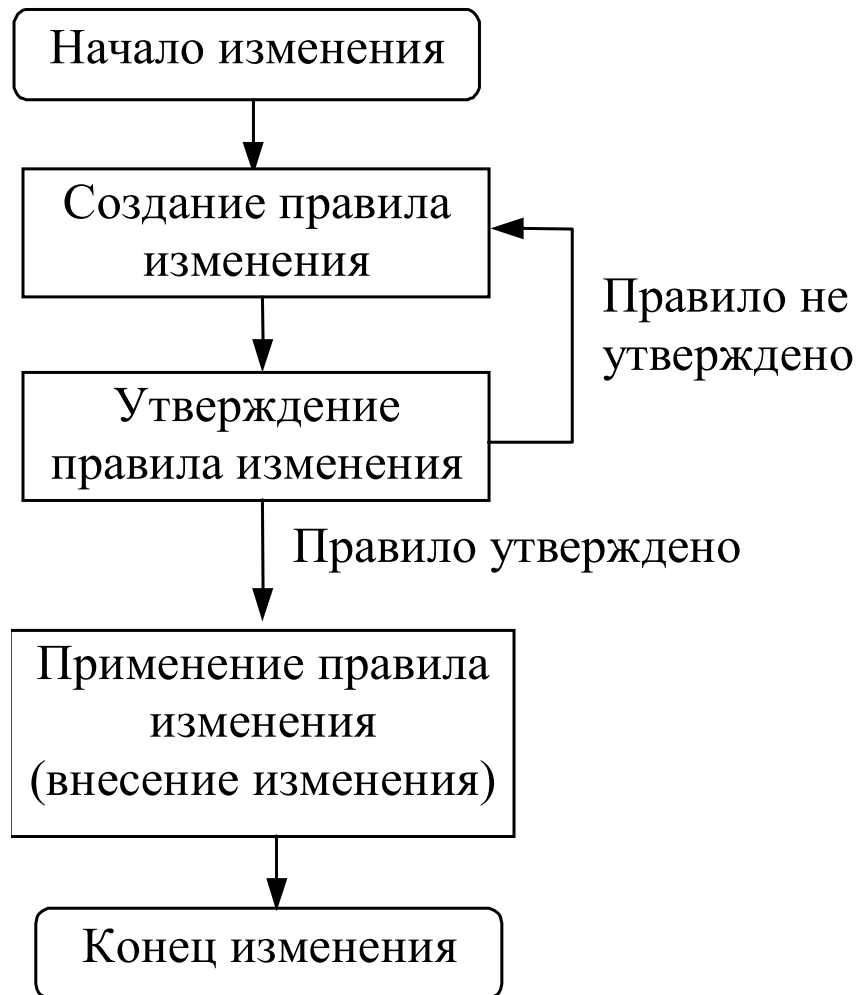 Начало изменения
Создание правила
изменения
Правило не
утверждено
Утверждение
правила изменения
Правило утверждено
Применение правила
изменения
(внесение изменения)
Конец изменения